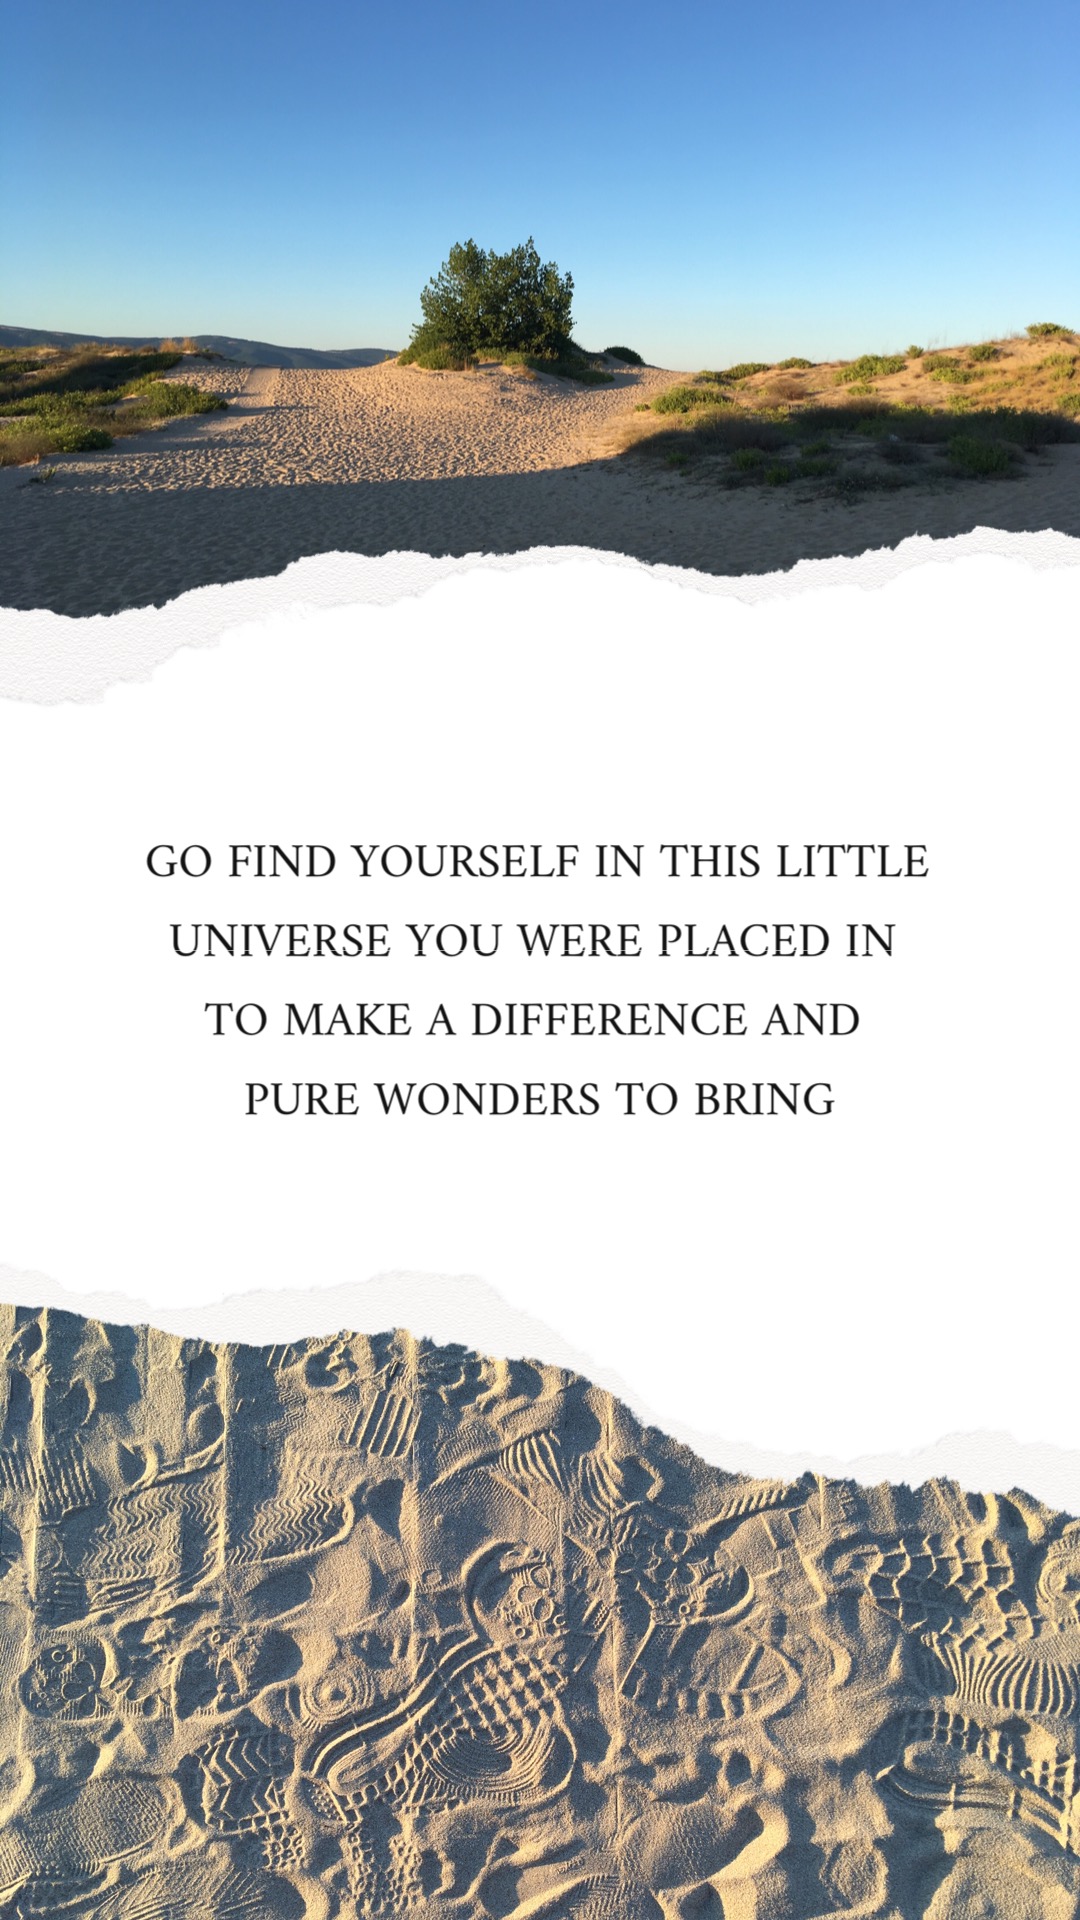 GO FIND YOURSELF IN THIS LITTLE
UNIVERSE YOU WERE PLACED IN
TO MAKE A DIFFERENCE AND
PURE WONDERS TO BRING